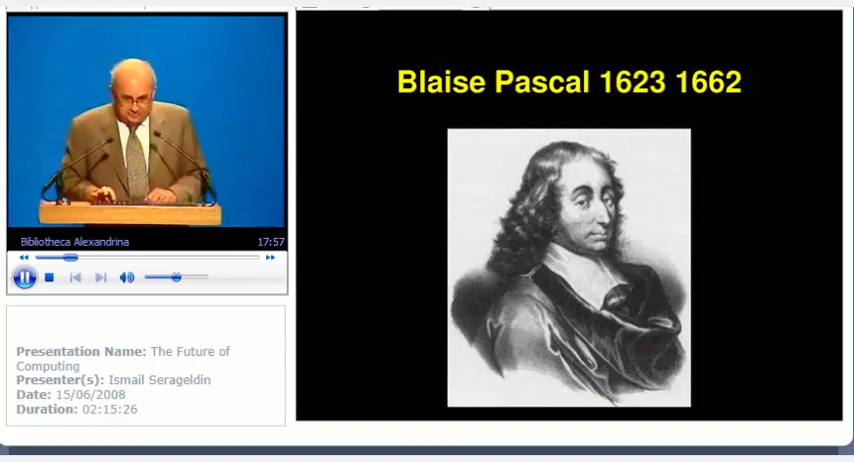 Blaise Pascal 1623 1662
Bibliotheca Alexandrina 17:57
Presentation Name: The Future of
Computing
Presenter(s): Ismail Serageldin
Date: 15/06/2008
Duration: 02:15:26